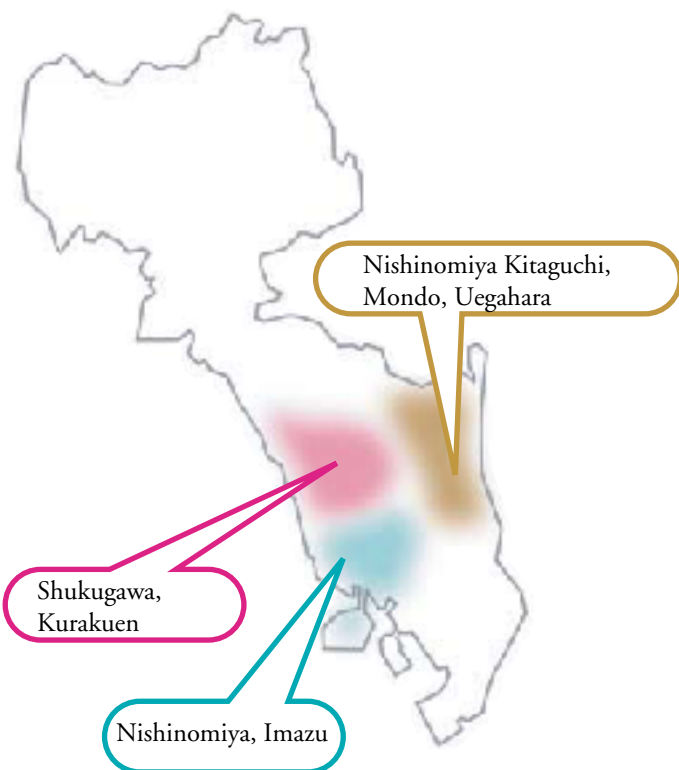 Nishinomiya Kitaguchi,
Mondo, Uegahara
Shukugawa,
Kurakuen
Nishinomiya, Imazu